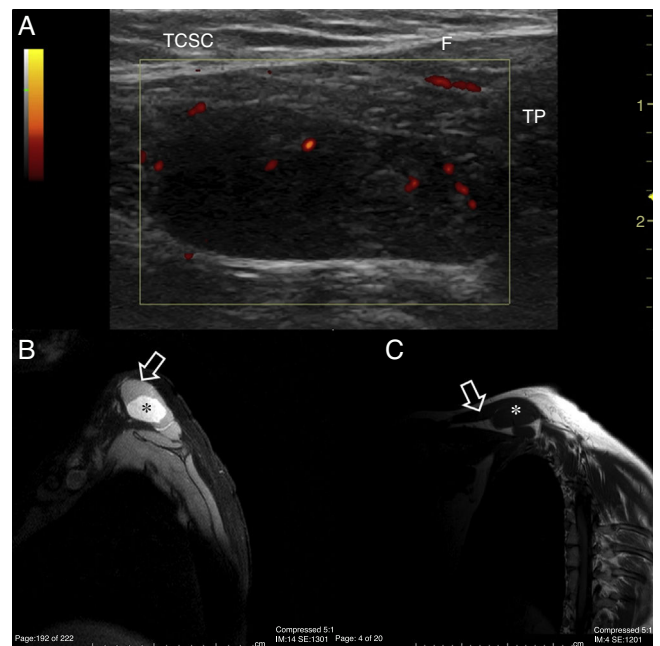 A
TCSC
F
TP
1
2
B
C
*
*
Page:192 of 222
Compressed 5:1
IM:14 SE:1301
cm
Page: 4 of 20
Compressed 5:1
IM:4 SE:1201
cm